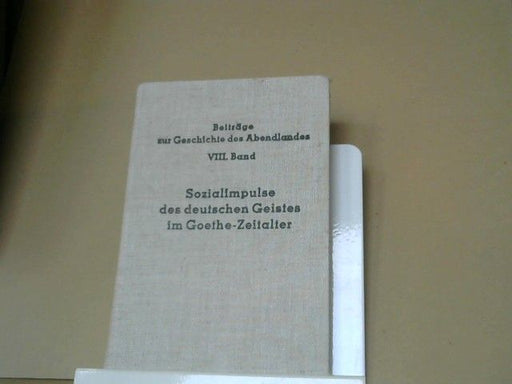 Beiträge
zur Geschichte des Abendlandes
VIII. Band
Sozialimpulse
des deutschen Geistes
im Goethe-Zeitalter